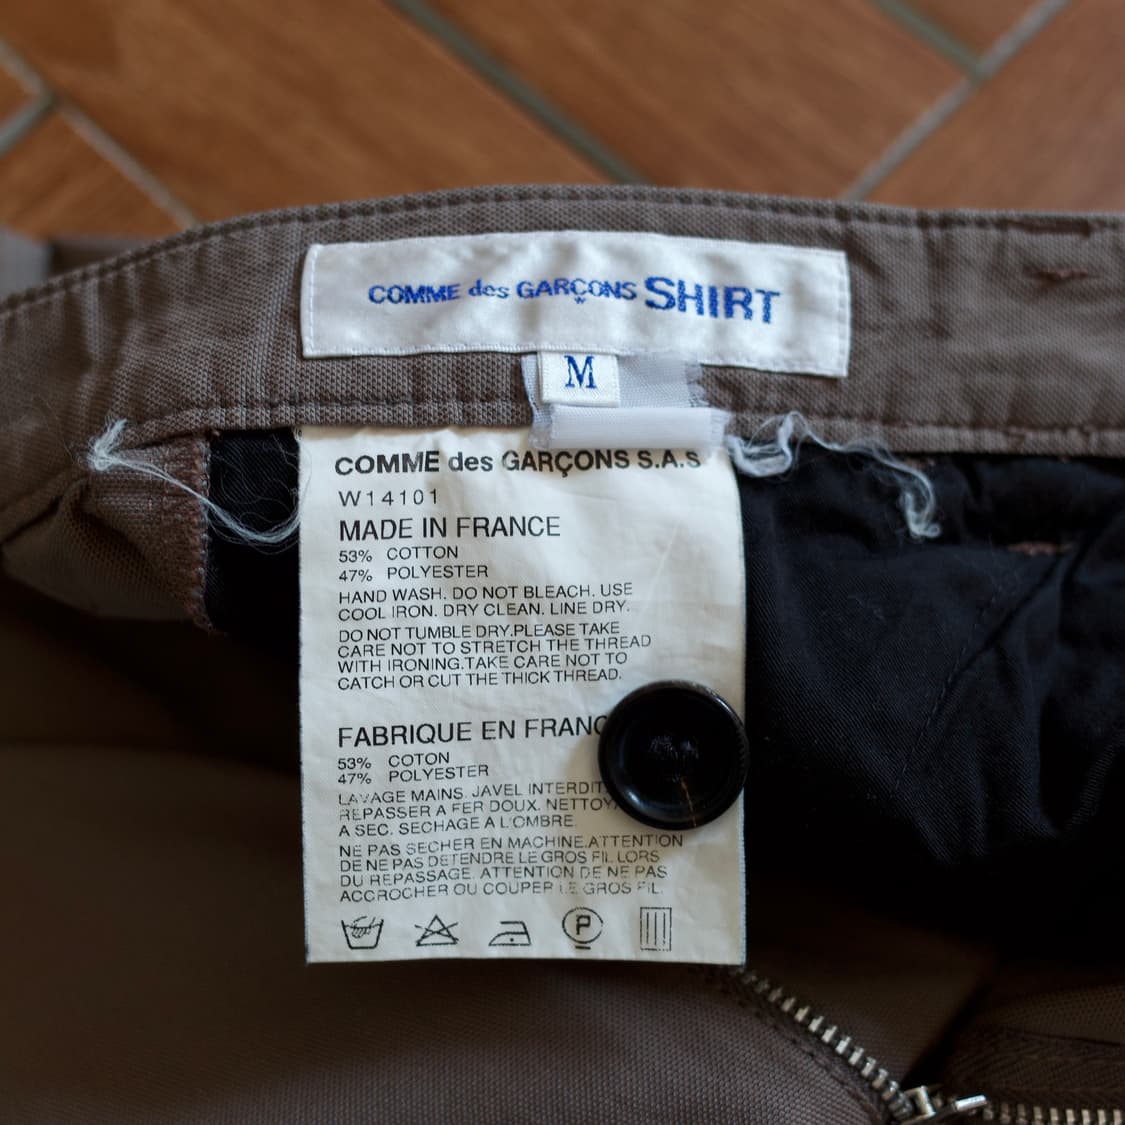 COMME des GARÇONS SHIRT
M
COMME des GARÇONS S.A.S
W14101
MADE IN FRANCE
53% COTTON
47% POLYESTER
HAND WASH. DO NOT BLEACH. USE
COOL IRON. DRY CLEAN. LINE DRY.
DO NOT TUMBLE DRY.PLEASE TAKE
CARE NOT TO STRETCH THE THREAD
WITH IRONING.TAKE CARE NOT TO
CATCH OR CUT THE THICK THREAD.
FABRIQUE EN FRANC
53% COTON
47% POLYESTER
LAVAGE MAINS. JAVEL INTERDIT
REPASSER A FER DOUX. NETTOY
A SEC. SECHAGE A L'OMBRE.
NE PAS SECHER EN MACHINE.ATTENTION
DE NE PAS DETENDRE LE GROS FIL LORS
DU REPASSAGE. ATTENTION DE NE PAS
ACCROCHER OU COUPER LE GROS FIL.
P